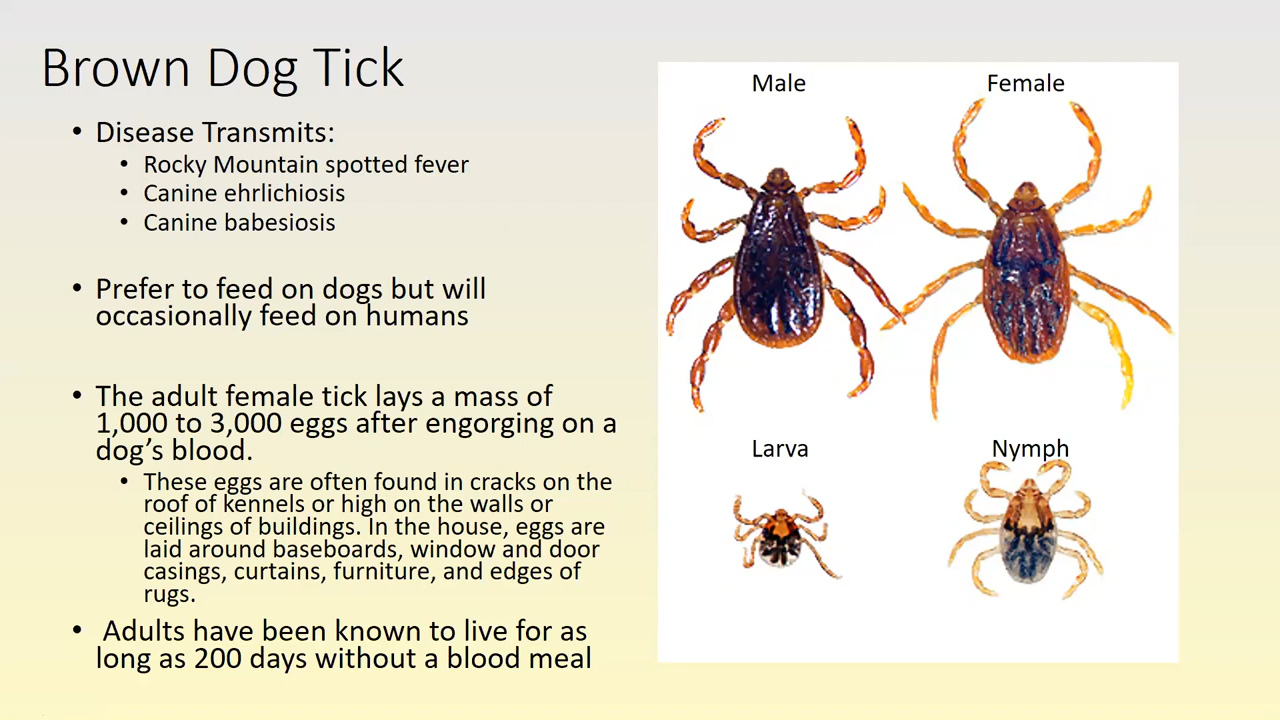 Brown Dog Tick
• Disease Transmits:
• Rocky Mountain spotted fever
• Canine ehrlichiosis
• Canine babesiosis
• Prefer to feed on dogs but will
occasionally feed on humans
• The adult female tick lays a mass of
1,000 to 3,000 eggs after engorging on a
dog’s blood.
• These eggs are often found in cracks on the
roof of kennels or high on the walls or
ceilings of buildings. In the house, eggs are
laid around baseboards, window and door
casings, curtains, furniture, and edges of
rugs.
• Adults have been known to live for as
long as 200 days without a blood meal
Male
Female
Larva
Nymph